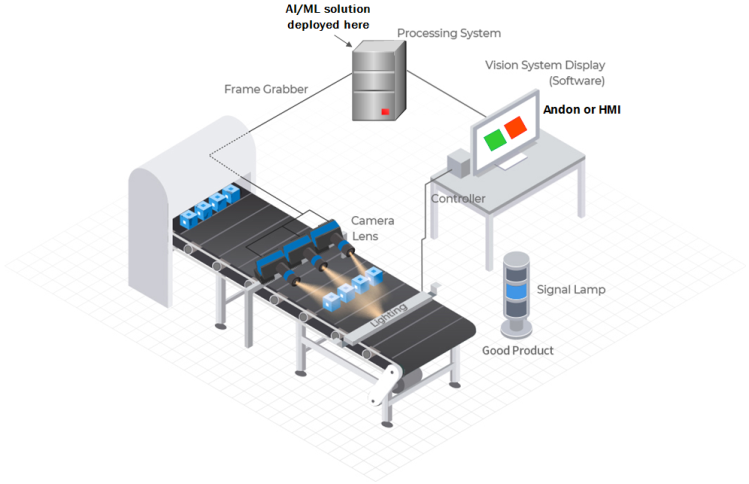 AI/ML solution
deployed here
Processing System
Vision System Display
(Software)
Frame Grabber
Andon or HMI
Controller
Camera
Lens
Signal Lamp
Lighting
Good Product